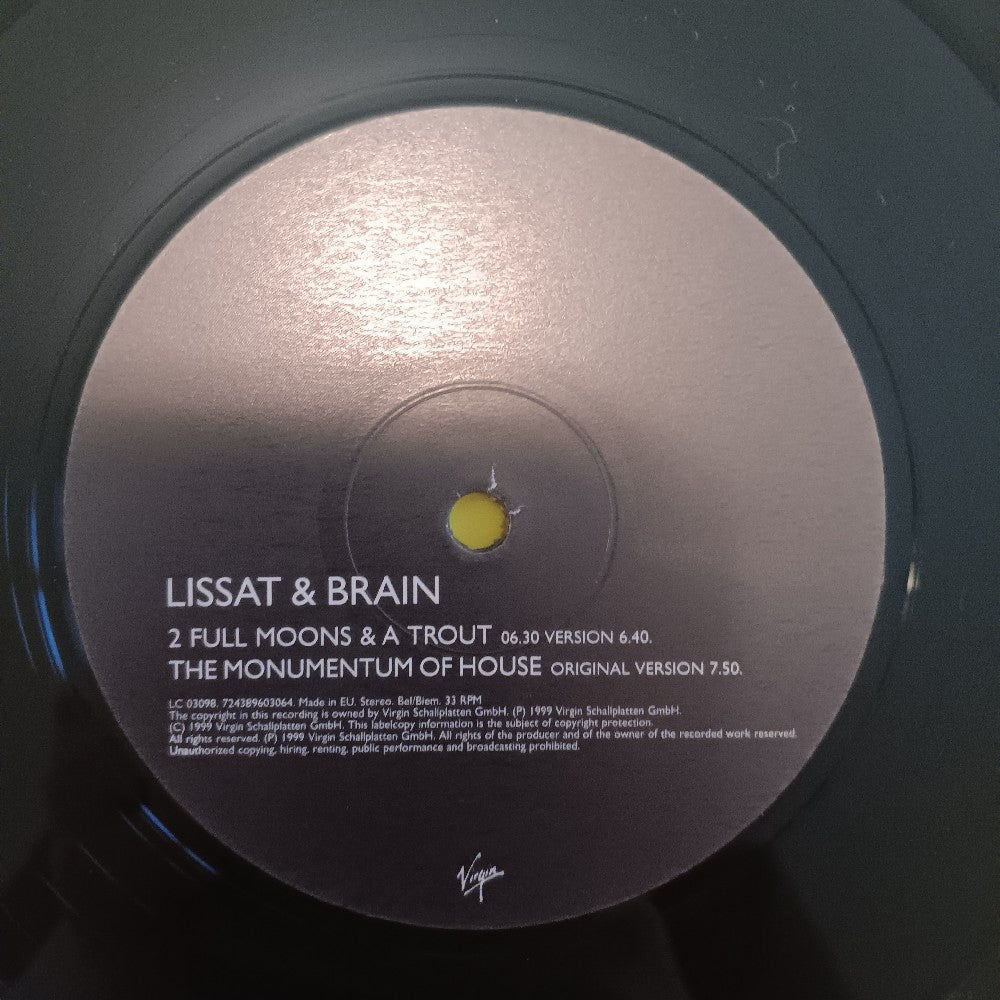 LISSAT & BRAIN
2 FULL MOONS & A TROUT 06.30 VERSION 6.40.
THE MONUMENTUM OF HOUSE ORIGINAL VERSION 7.50.
LC 03098. 724389603064. Made in EU. Stereo. Bel/Biem. 33 RPM
The copyright in this recording is owned by Virgin Schallplatten GmbH. (P) 1999 Virgin Schallplatten GmbH.
(C) 1999 Virgin Schallplatten GmbH. This labelcopy information is the subject of copyright protection.
All rights reserved. (P) 1999 Virgin Schallplatten GmbH. All rights of the producer and of the owner of the recorded work reserved.
Unauthorized copying, hiring, renting, public performance and broadcasting prohibited.
Virgin